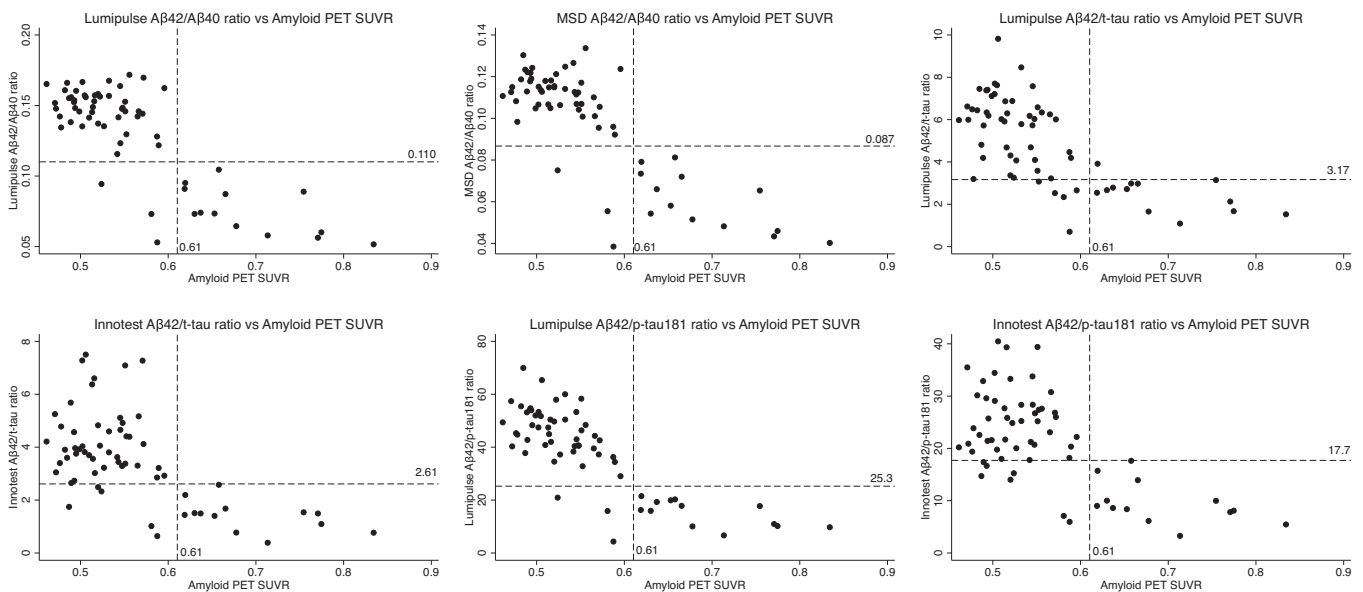 Lumipulse Aβ42/Aβ40 ratio vs Amyloid PET SUVR
Lumipulse Aβ42/Aβ40 ratio
0.20
0.15
0.10
0.05
0.110
0.61
0.5 0.6 0.7 0.8 0.9
Amyloid PET SUVR
MSD Aβ42/Aβ40 ratio vs Amyloid PET SUVR
MSD Aβ42/Aβ40 ratio
0.14
0.12
0.10
0.08
0.06
0.04
0.087
0.61
0.5 0.6 0.7 0.8 0.9
Amyloid PET SUVR
Lumipulse Aβ42/t-tau ratio vs Amyloid PET SUVR
Lumipulse Aβ42/t-tau ratio
10
8
6
4
2
0
3.17
0.61
0.5 0.6 0.7 0.8 0.9
Amyloid PET SUVR
Innotest Aβ42/t-tau ratio vs Amyloid PET SUVR
Innotest Aβ42/t-tau ratio
8
6
4
2
0
2.61
0.61
0.5 0.6 0.7 0.8 0.9
Amyloid PET SUVR
Lumipulse Aβ42/p-tau181 ratio vs Amyloid PET SUVR
Lumipulse Aβ42/p-tau181 ratio
80
60
40
20
0
25.3
0.61
0.5 0.6 0.7 0.8 0.9
Amyloid PET SUVR
Innotest Aβ42/p-tau181 ratio vs Amyloid PET SUVR
Innotest Aβ42/p-tau181 ratio
40
30
20
10
0
17.7
0.61
0.5 0.6 0.7 0.8 0.9
Amyloid PET SUVR